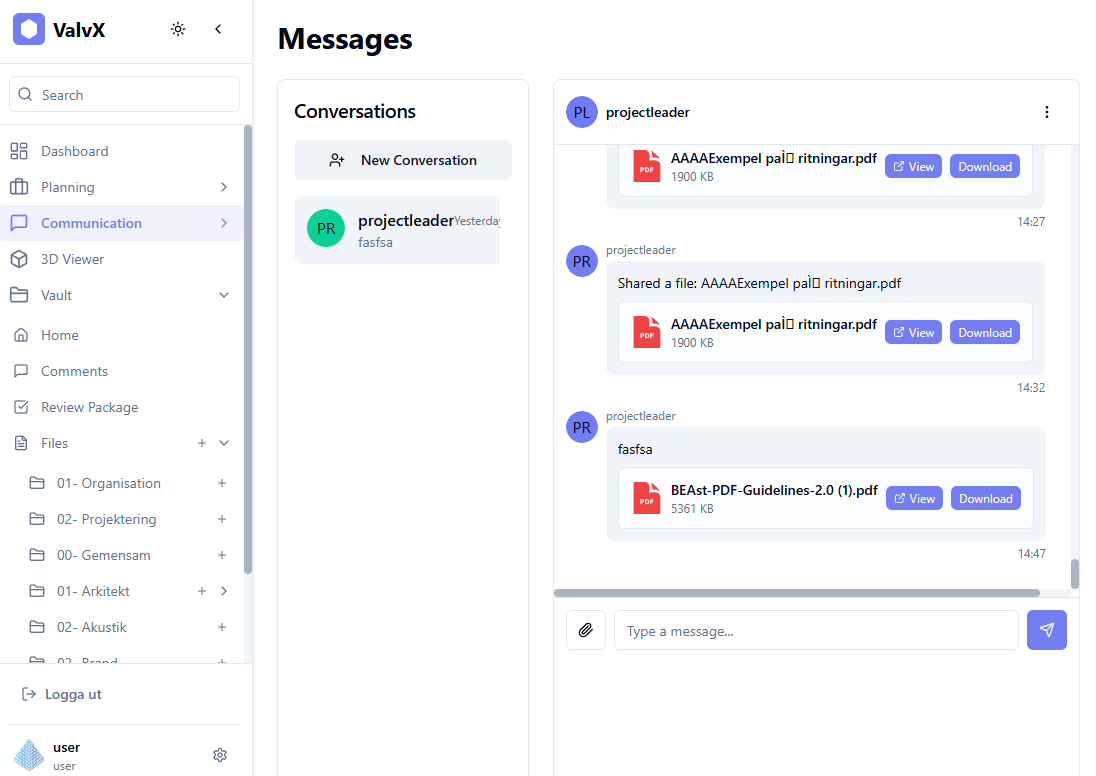 ValvX
Search
Dashboard
Planning
Communication
3D Viewer
Vault
Home
Comments
Review Package
Files
01- Organisation
02- Projektering
00- Gemensam
01- Arkitekt
02- Akustik
Logga ut
user
user
Messages
Conversations
New Conversation
PR
projectleader
fasfsa
PL projectleader
PDF
AAAAExempel paÌ ritningar.pdf
1900 KB
View
Download
14:27
projectleader
PR
Shared a file: AAAAExempel paÌ ritningar.pdf
PDF
AAAAExempel paÌ ritningar.pdf
1900 KB
View
Download
14:32
projectleader
PR
fasfsa
PDF
BEAst-PDF-Guidelines-2.0 (1).pdf
5361 KB
View
Download
14:47
Type a message...